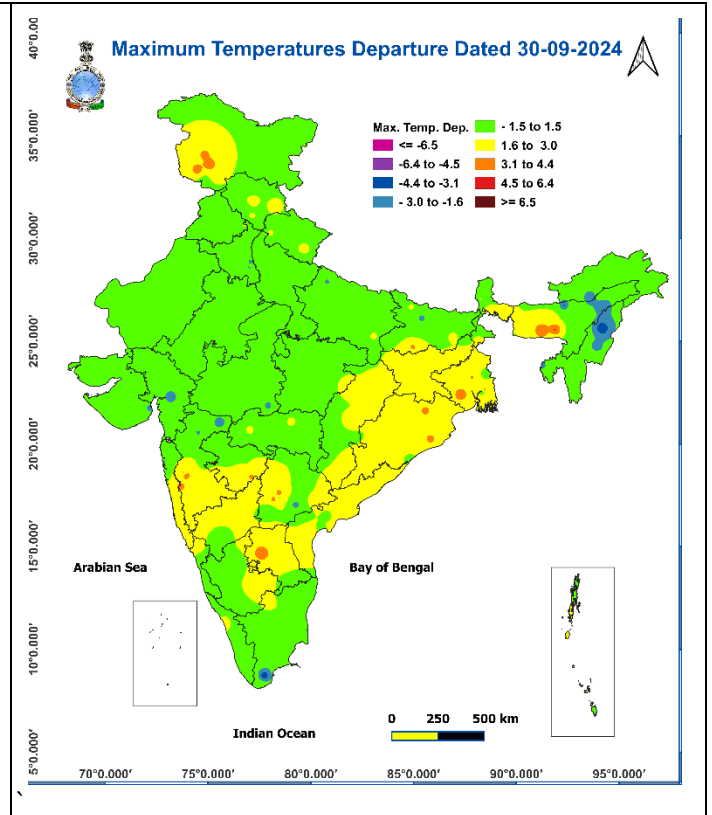 Maximum Temperatures Departure Dated 30-09-2024
Max. Temp. Dep.
<= -6.5
-6.4 to -4.5
-4.4 to -3.1
- 3.0 to -1.6
- 1.5 to 1.5
1.6 to 3.0
3.1 to 4.4
4.5 to 6.4
>= 6.5
40°0.00
35°0.000'
30°0.000'
25°0.000'
20°0.000'
15°0.000'
10°0.000'
5°0.000'
Arabian Sea
Bay of Bengal
Indian Ocean
0 250 500 km
70°0.000' 75°0.000' 80°0.000' 85°0.000' 90°0.000' 95°0.000'
`